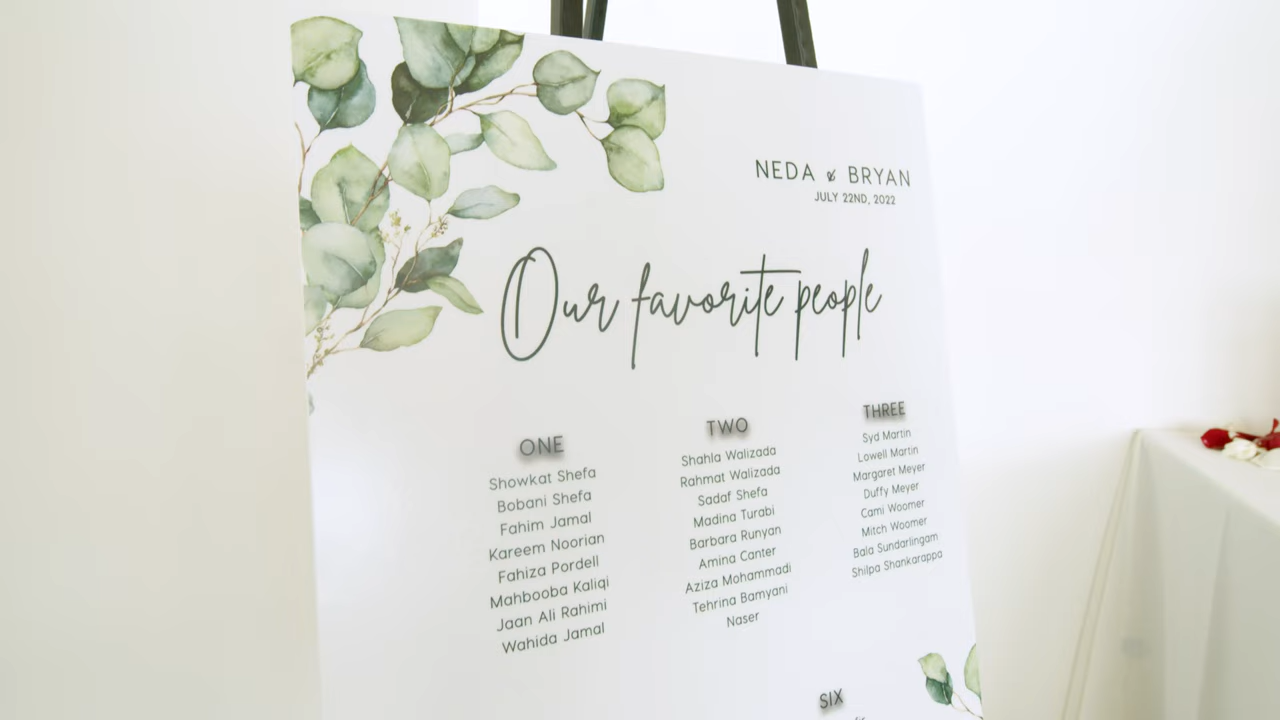 NEDA & BRYAN
JULY 22ND, 2022
Our favorite people
ONE
Showkat Shefa
Bobani Shefa
Fahim Jamal
Kareem Noorian
Fahiza Pordell
Mahbooba Kaliqi
Jaan Ali Rahimi
Wahida Jamal
TWO
Shahla Walizada
Rahmat Walizada
Sadaf Shefa
Madina Turabi
Barbara Runyan
Amina Canter
Aziza Mohammadi
Tehrina Bamyani
Naser
THREE
Syd Martin
Lowell Martin
Margaret Meyer
Duffy Meyer
Cami Woomer
Mitch Woomer
Bala Sundarlingam
Shilpa Shankarappa
SIX